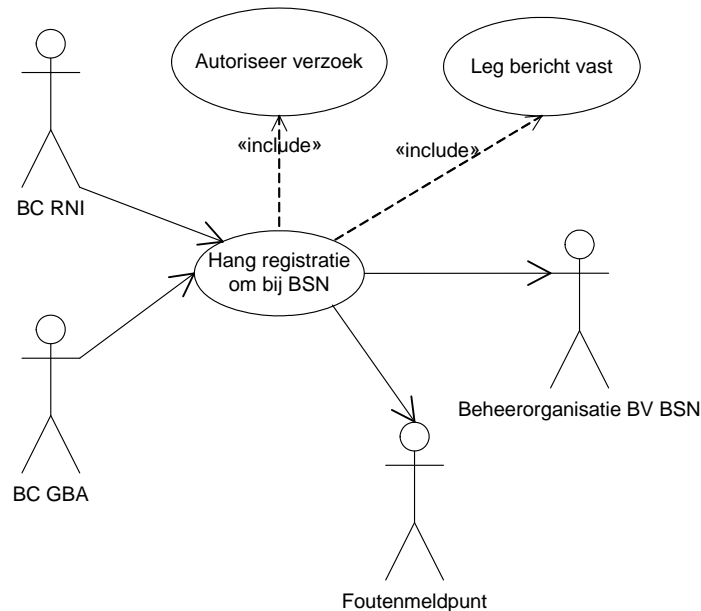 Autoriseer verzoek
Leg bericht vast
«include»
«include»
BC RNI
Hang registratie
om bij BSN
Beheerorganisatie BV BSN
BC GBA
Foutenmeldpunt